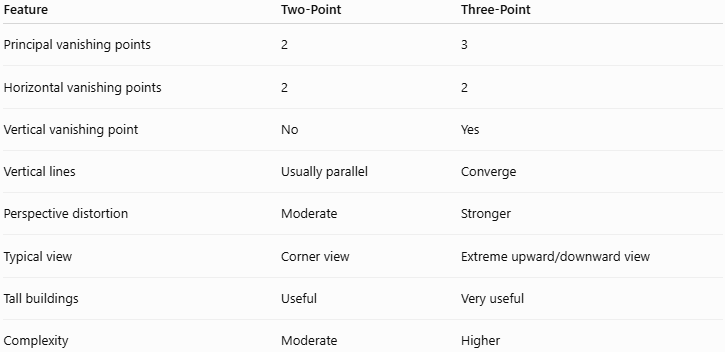 Feature Two-Point Three-Point
Principal vanishing points 2 3
Horizontal vanishing points 2 2
Vertical vanishing point No Yes
Vertical lines Usually parallel Converge
Perspective distortion Moderate Stronger
Typical view Corner view Extreme upward/downward view
Tall buildings Useful Very useful
Complexity Moderate Higher